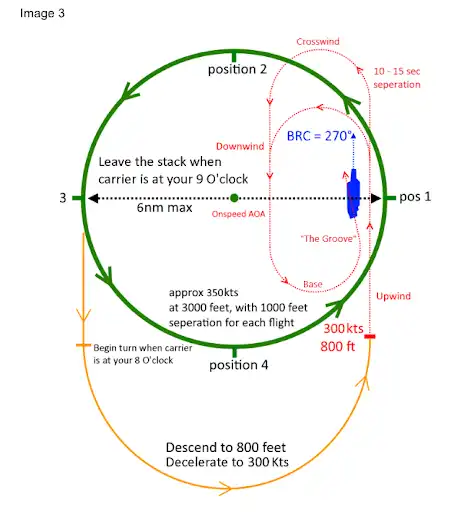 Image 3
Crosswind
position 2
10 - 15 sec
seperation
BRC = 270°
Downwind
Leave the stack when
carrier is at your 9 O'clock
3
6nm max
pos 1
Onspeed AOA
"The Groove"
Base
approx 350kts
at 3000 feet, with 1000 feet
seperation for each flight
Upwind
300kts
800 ft
Begin turn when carrier
is at your 8 O'clock
position 4
Descend to 800 feet
Decelerate to 300 Kts